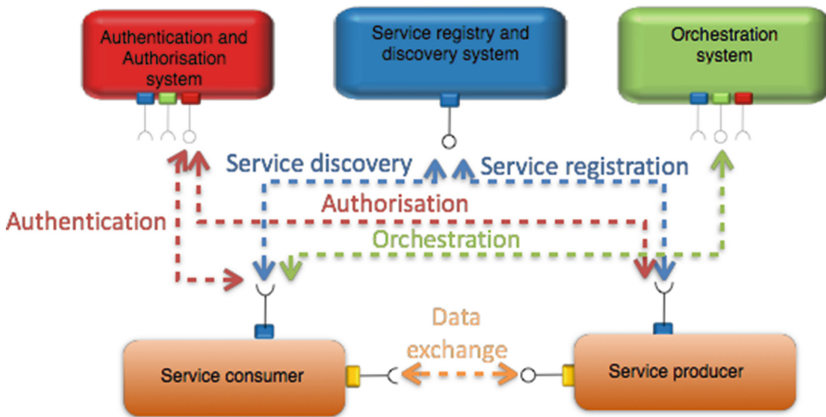 Authentication and
Authorisation
system
Service registry and
discovery system
Orchestration
system
Service discovery
Service registration
Authentication
Authorisation
Orchestration
Data
exchange
Service consumer
Service producer